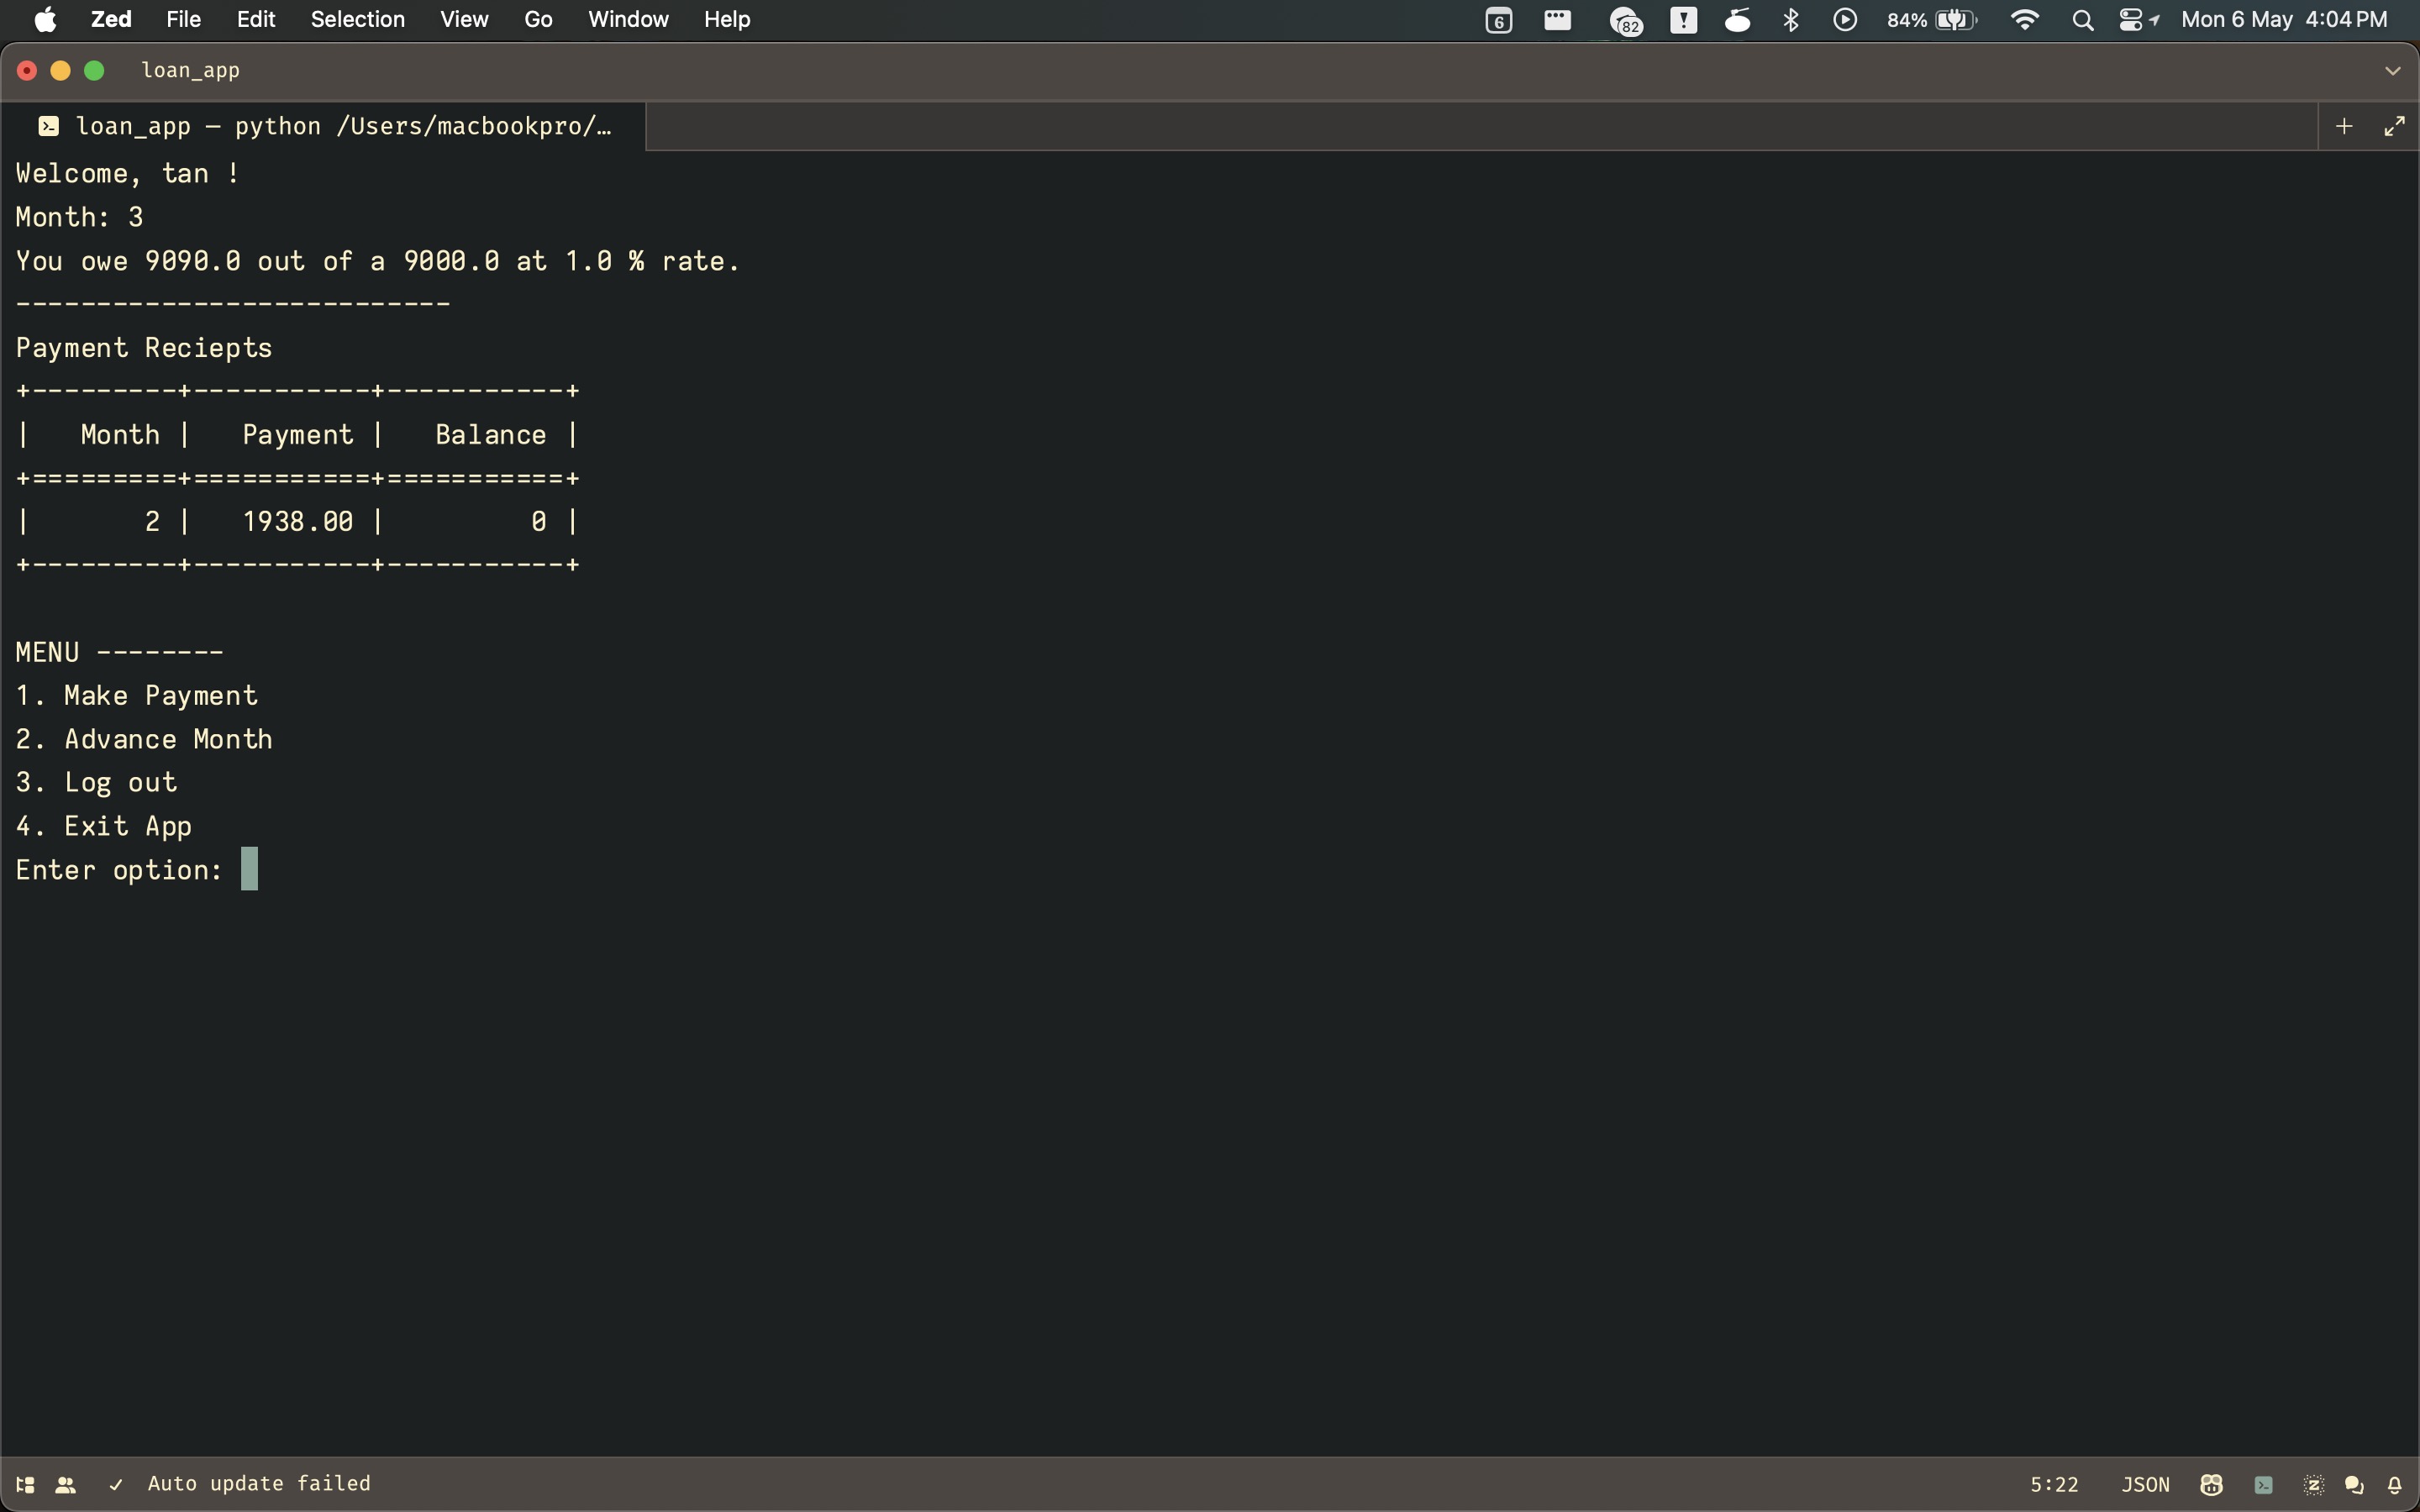 Zed File Edit Selection View Go Window Help 6 82 84% Mon 6 May 4:04 PM
loan_app
loan_app — python /Users/macbookpro/…
Welcome, tan !
Month: 3
You owe 9090.0 out of a 9000.0 at 1.0 % rate.
---------------------------
Payment Reciepts
+---------+-----------+-----------+
|   Month |   Payment |   Balance |
+=========+===========+===========+
|       2 |   1938.00 |         0 |
+---------+-----------+-----------+
MENU --------
1. Make Payment
2. Advance Month
3. Log out
4. Exit App
Enter option:
Auto update failed 5:22 JSON